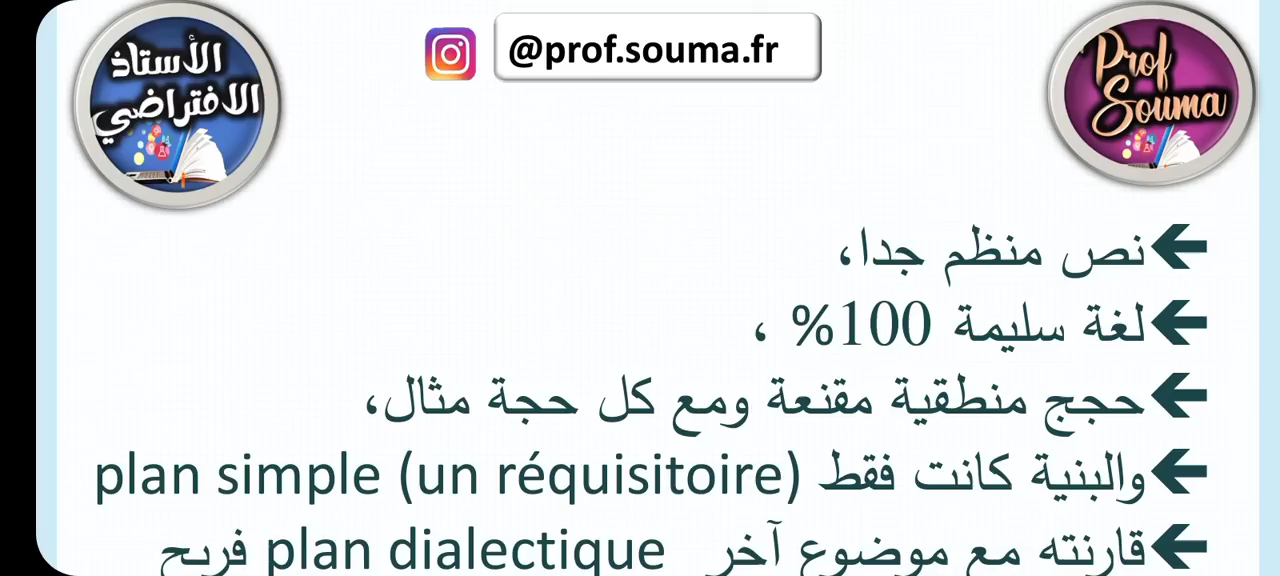 @prof.souma.fr
الأستاذ
الافتراضي
Prof
Souma
نص منظم جدا،
لغة سليمة 100% ،
حجج منطقية مقنعة ومع كل حجة مثال،
والبنية كانت فقط plan simple (un réquisitoire)
قارنته مع موضوع آخر plan dialectique فربح